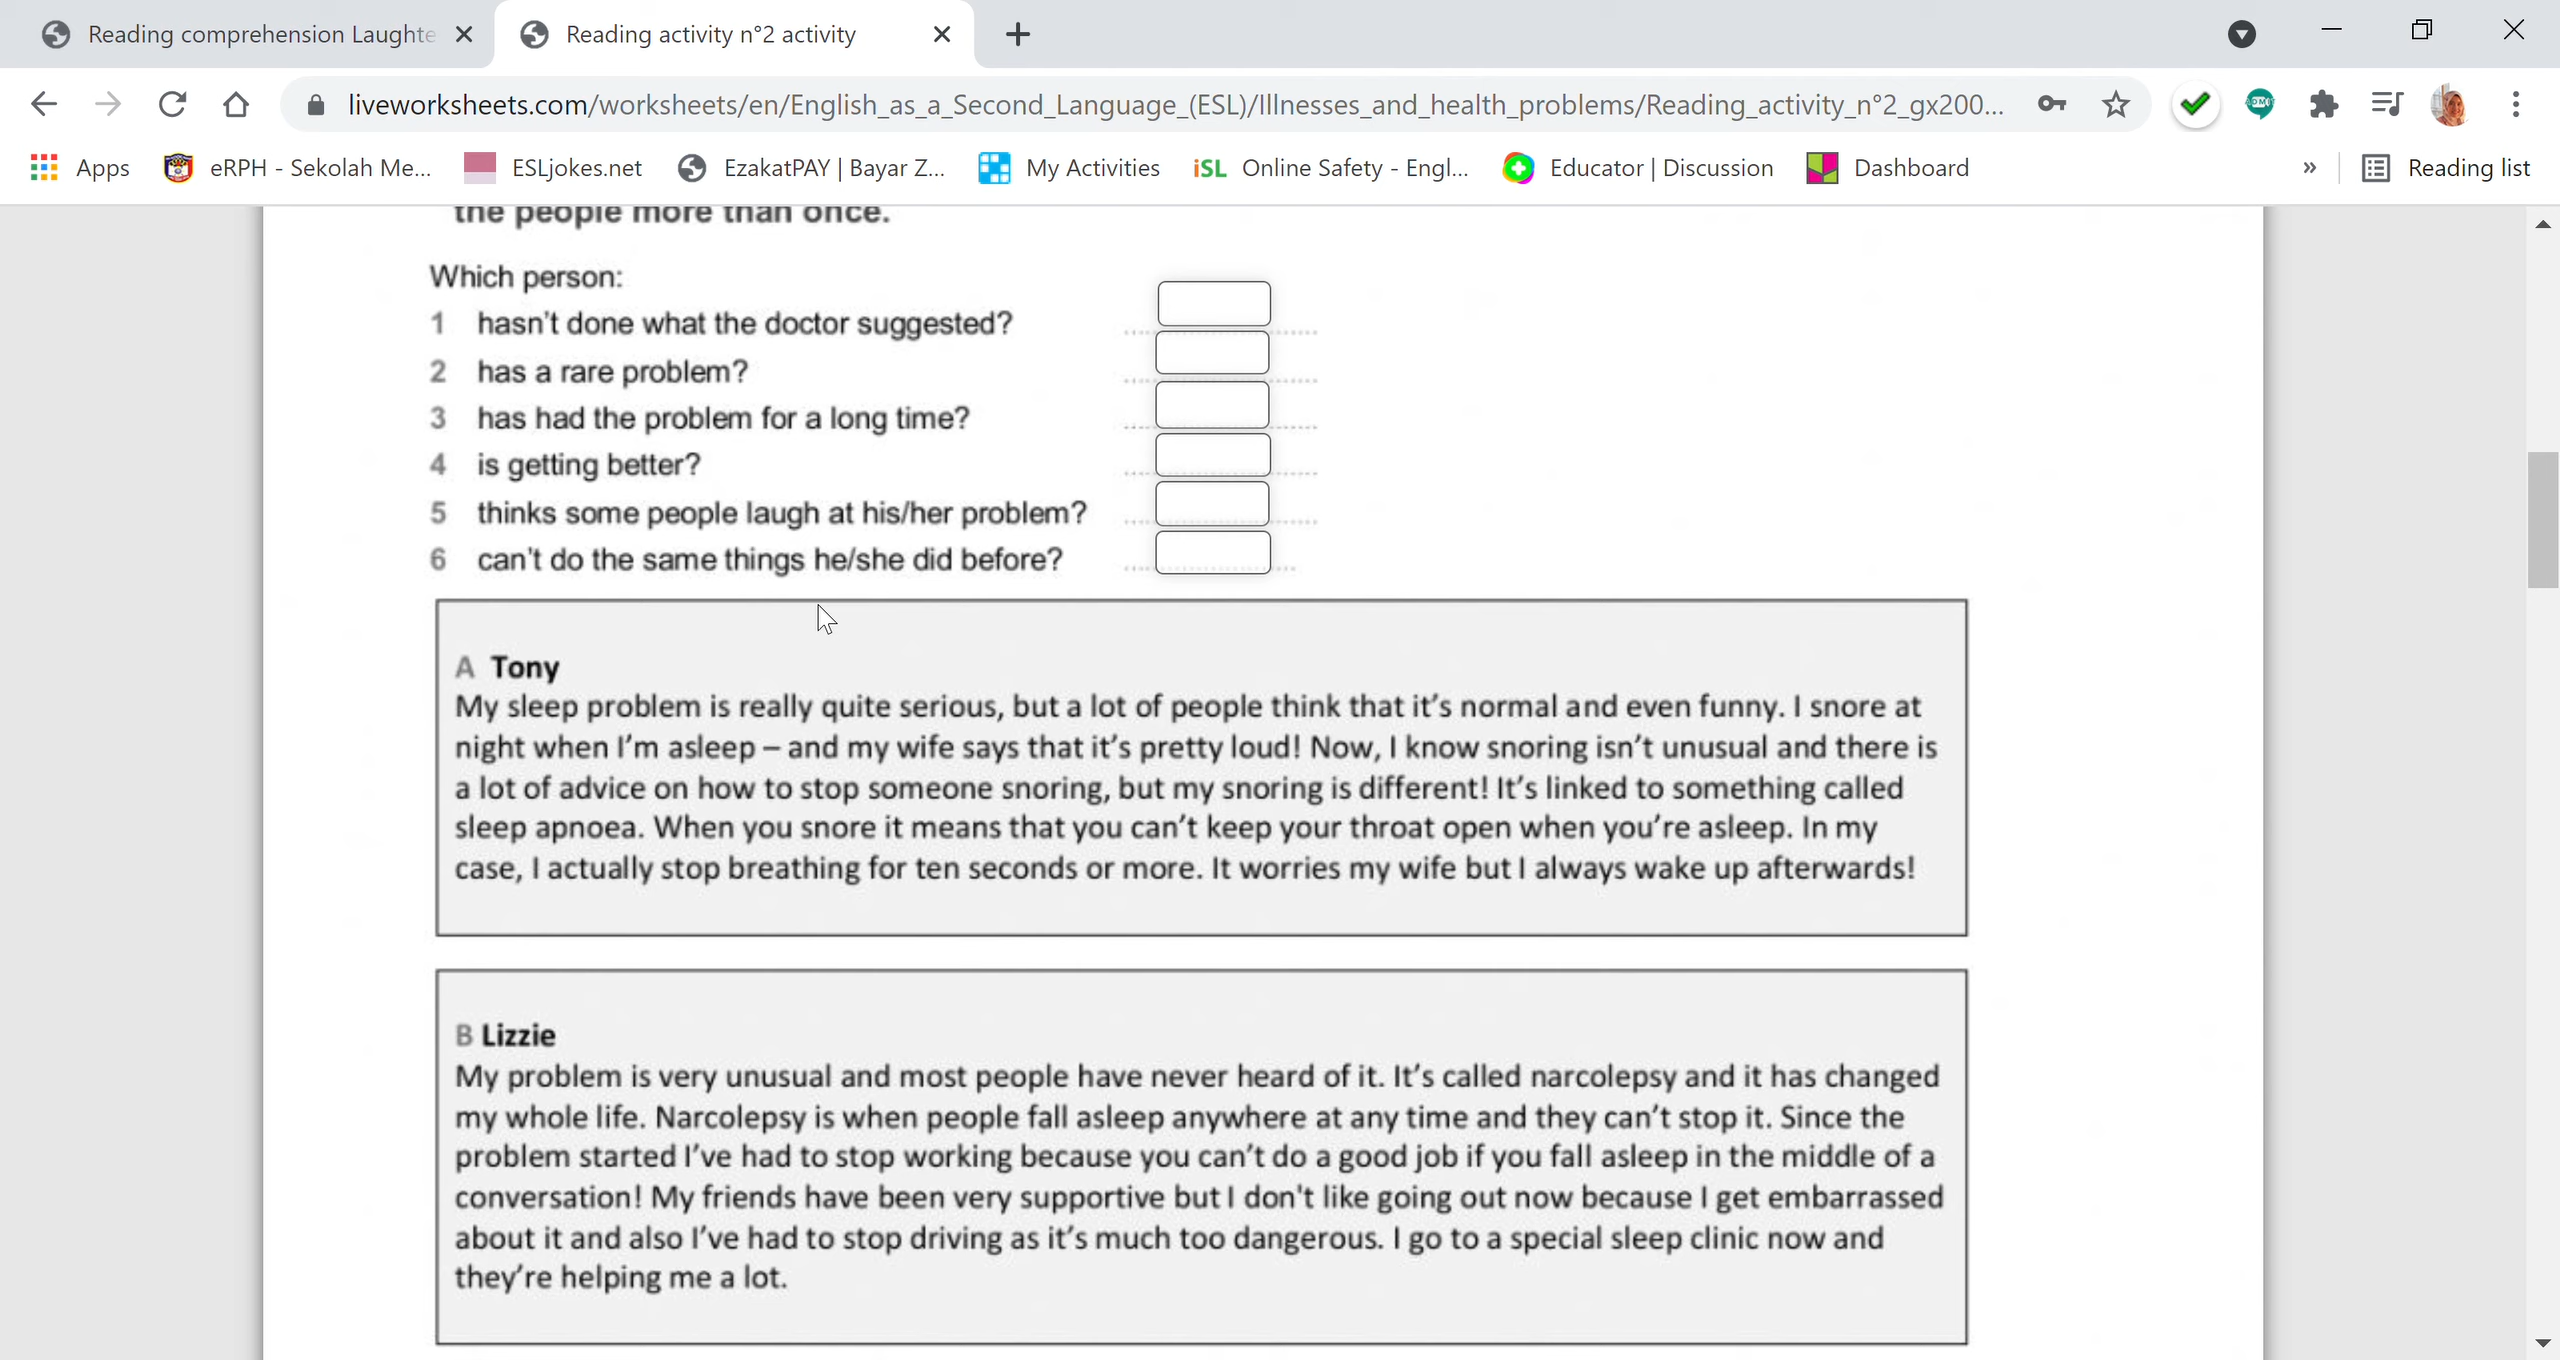 Reading comprehension Laughte
Reading activity n°2 activity
liveworksheets.com/worksheets/en/English_as_a_Second_Language_(ESL)/Illnesses_and_health_problems/Reading_activity_n°2_gx200...
Apps
eRPH - Sekolah Me...
ESLjokes.net
EzakatPAY | Bayar Z...
My Activities
iSL Online Safety - Engl...
Educator | Discussion
Dashboard
»
Reading list
the people more than once.
Which person:
1 hasn't done what the doctor suggested?
2 has a rare problem?
3 has had the problem for a long time?
4 is getting better?
5 thinks some people laugh at his/her problem?
6 can't do the same things he/she did before?
A Tony
My sleep problem is really quite serious, but a lot of people think that it's normal and even funny. I snore at
night when I'm asleep – and my wife says that it's pretty loud! Now, I know snoring isn't unusual and there is
a lot of advice on how to stop someone snoring, but my snoring is different! It's linked to something called
sleep apnoea. When you snore it means that you can't keep your throat open when you're asleep. In my
case, I actually stop breathing for ten seconds or more. It worries my wife but I always wake up afterwards!
B Lizzie
My problem is very unusual and most people have never heard of it. It's called narcolepsy and it has changed
my whole life. Narcolepsy is when people fall asleep anywhere at any time and they can't stop it. Since the
problem started I've had to stop working because you can't do a good job if you fall asleep in the middle of a
conversation! My friends have been very supportive but I don't like going out now because I get embarrassed
about it and also I've had to stop driving as it's much too dangerous. I go to a special sleep clinic now and
they're helping me a lot.